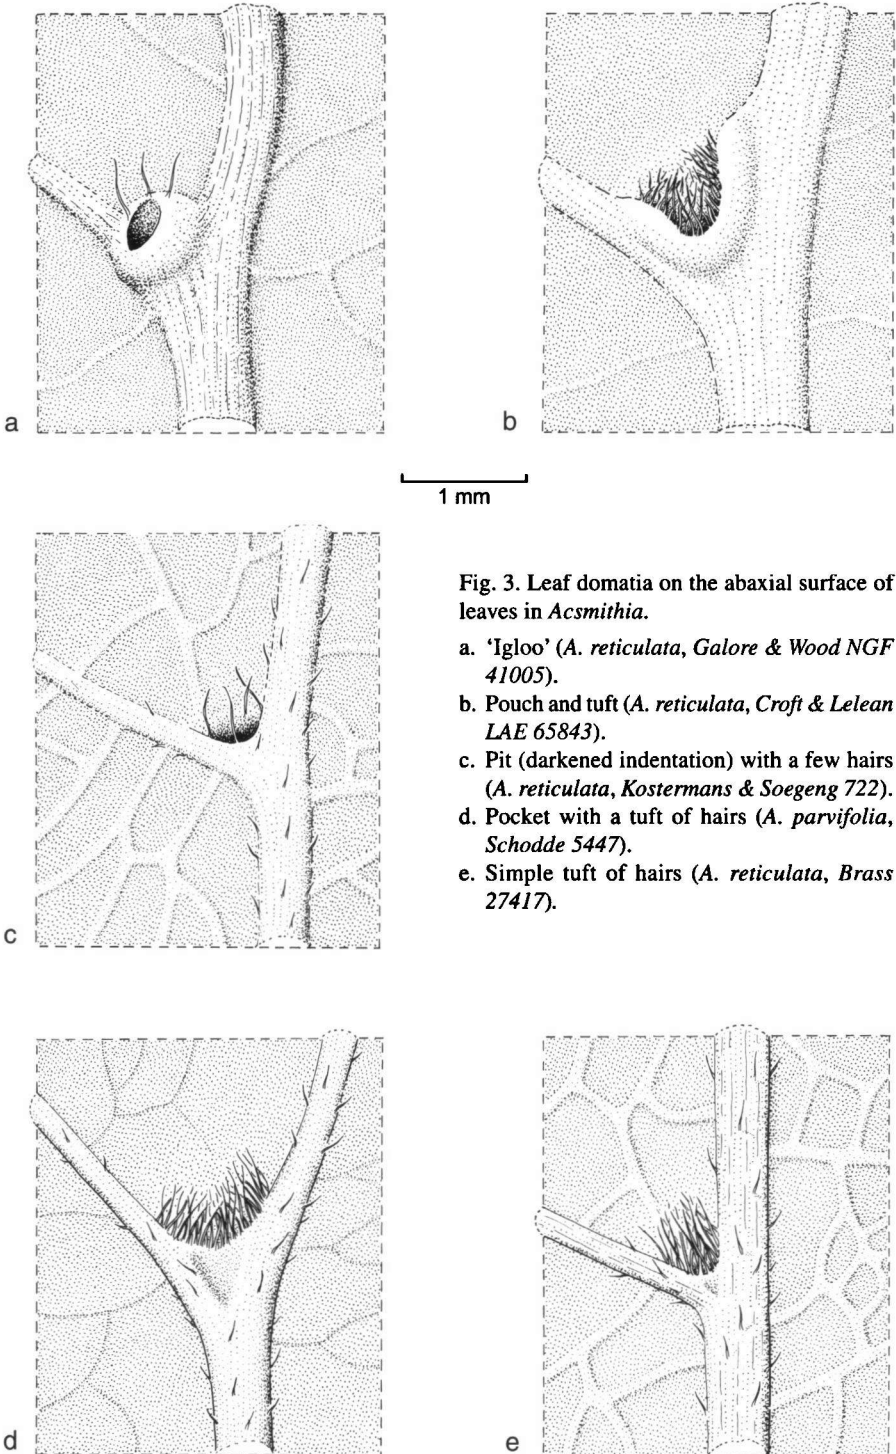 a
b
1 mm
Fig. 3. Leaf domatia on the abaxial surface of
leaves in Acsmithia.
a. ‘Igloo’ (A. reticulata, Galore & Wood NGF
41005).
b. Pouch and tuft (A. reticulata, Croft & Lelean
LAE 65843).
c. Pit (darkened indentation) with a few hairs
(A. reticulata, Kostermans & Soegeng 722).
d. Pocket with a tuft of hairs (A. parvifolia,
Schodde 5447).
e. Simple tuft of hairs (A. reticulata, Brass
27417).
c
d
e